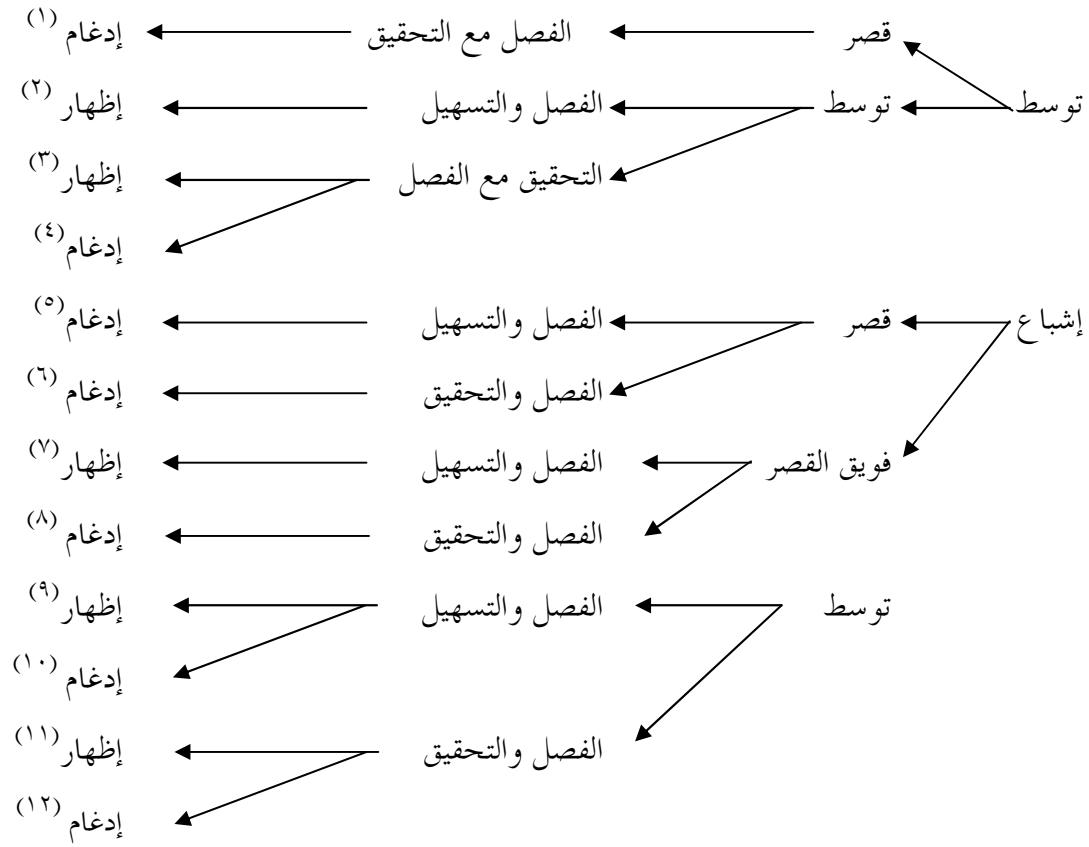 قصر الفصل مع التحقيق إدغام (١)
توسط توسط الفصل والتسهيل إظهار (٢)
التحقيق مع الفصل إظهار (٣)
إدغام (٤)
إشباع قصر الفصل والتسهيل إدغام (٥)
الفصل والتحقيق إدغام (٦)
فويق القصر الفصل والتسهيل إظهار (٧)
الفصل والتحقيق إدغام (٨)
توسط الفصل والتسهيل إظهار (٩)
إدغام (١٠)
الفصل والتحقيق إظهار (١١)
إدغام (١٢)